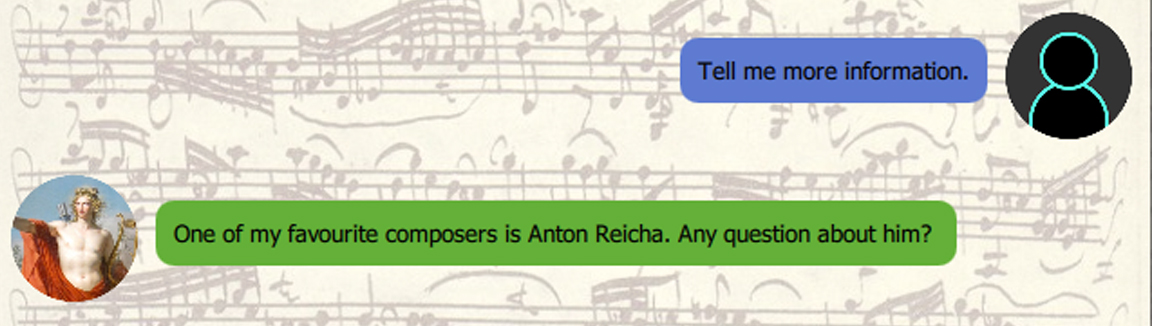 Tell me more information.
One of my favourite composers is Anton Reicha. Any question about him?